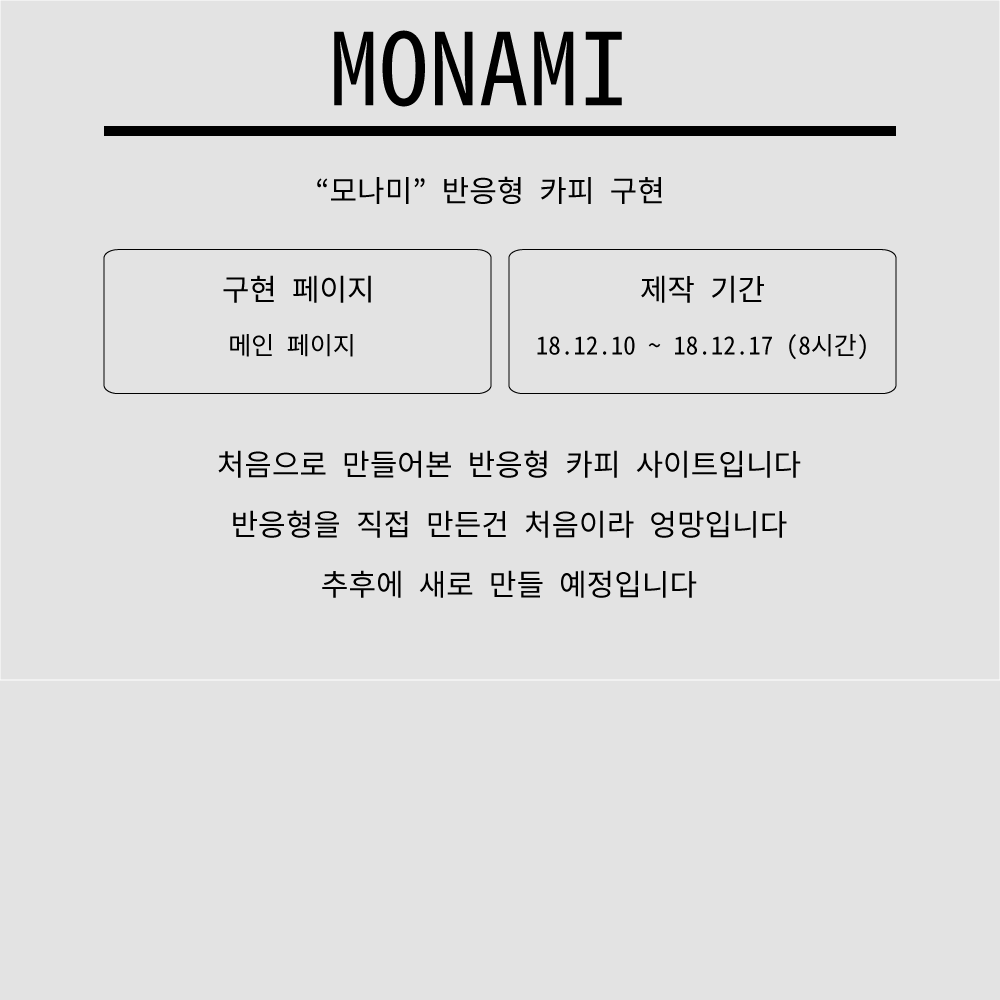 MONAMI
“모나미” 반응형 카피 구현
구현 페이지
메인 페이지
제작 기간
18.12.10 ~ 18.12.17 (8시간)
처음으로 만들어본 반응형 카피 사이트입니다
반응형을 직접 만든건 처음이라 엉망입니다
추후에 새로 만들 예정입니다